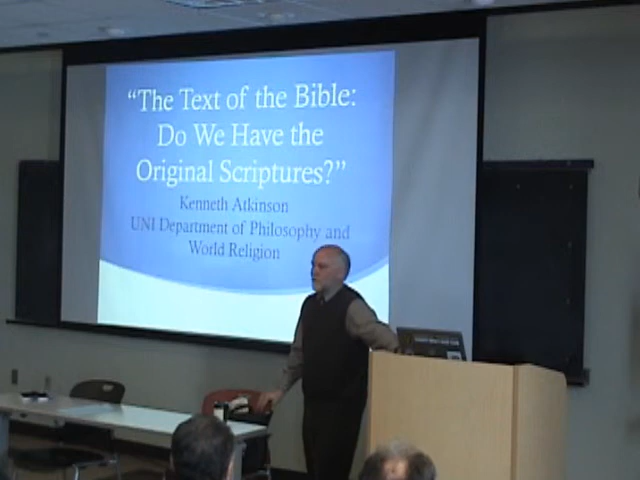 “The Text of the Bible:
Do We Have the
Original Scriptures?”
Kenneth Atkinson
UNI Department of Philosophy and
World Religion